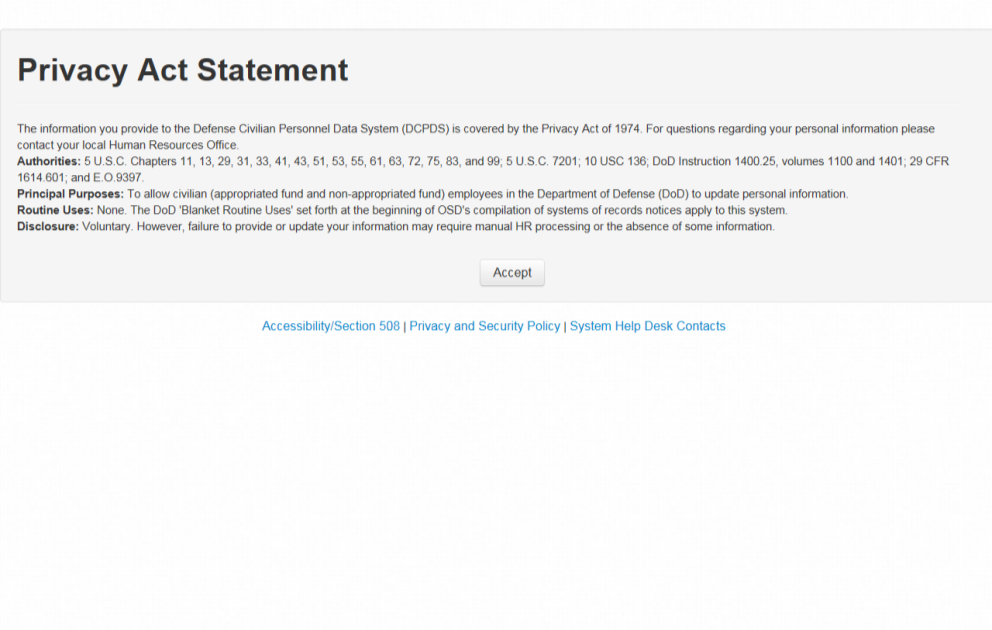 Privacy Act Statement
The information you provide to the Defense Civilian Personnel Data System (DCPDS) is covered by the Privacy Act of 1974. For questions regarding your personal information please
contact your local Human Resources Office.
Authorities: 5 U.S.C. Chapters 11, 13, 29, 31, 33, 41, 43, 51, 53, 55, 61, 63, 72, 75, 83, and 99; 5 U.S.C. 7201; 10 USC 136; DoD Instruction 1400.25, volumes 1100 and 1401; 29 CFR
1614.601; and E.O.9397.
Principal Purposes: To allow civilian (appropriated fund and non-appropriated fund) employees in the Department of Defense (DoD) to update personal information.
Routine Uses: None. The DoD 'Blanket Routine Uses' set forth at the beginning of OSD's compilation of systems of records notices apply to this system.
Disclosure: Voluntary. However, failure to provide or update your information may require manual HR processing or the absence of some information.
Accept
Accessibility/Section 508 | Privacy and Security Policy | System Help Desk Contacts